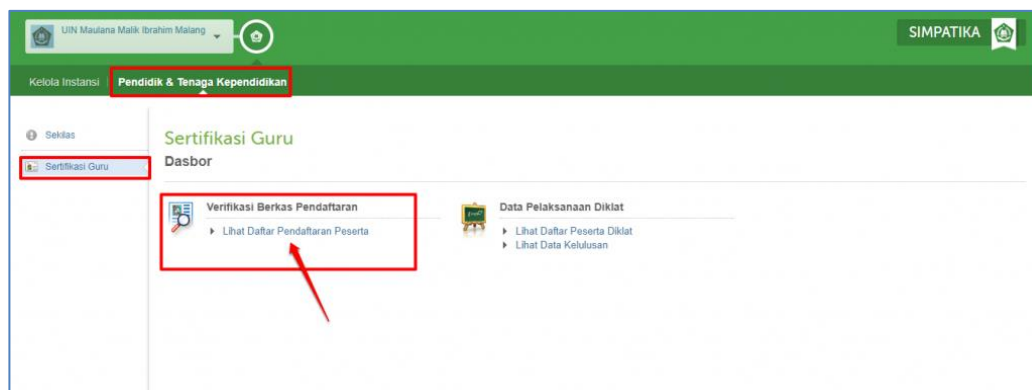 UIN Maulana Malik Ibrahim Malang
SIMPATIKA
Kelola Instansi
Pendidik & Tenaga Kependidikan
Sekilas
Sertifikasi Guru
Sertifikasi Guru
Dasbor
Verifikasi Berkas Pendaftaran
Lihat Daftar Pendaftaran Peserta
Data Pelaksanaan Diklat
Lihat Daftar Peserta Diklat
Lihat Data Kelulusan